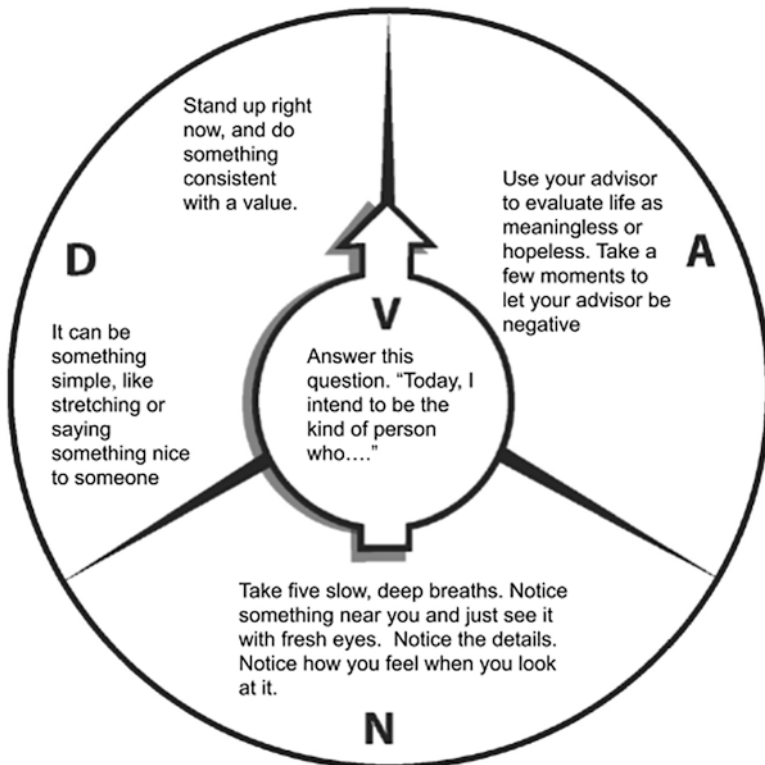 Stand up right
now, and do
something
consistent
with a value.
D
It can be
something
simple, like
stretching or
saying
something nice
to someone
V
Answer this
question. “Today, I
intend to be the
kind of person
who....”
Use your advisor
to evaluate life as
meaningless or
hopeless. Take a
few moments to
let your advisor be
negative
A
Take five slow, deep breaths. Notice
something near you and just see it
with fresh eyes.  Notice the details.
Notice how you feel when you look
at it.
N